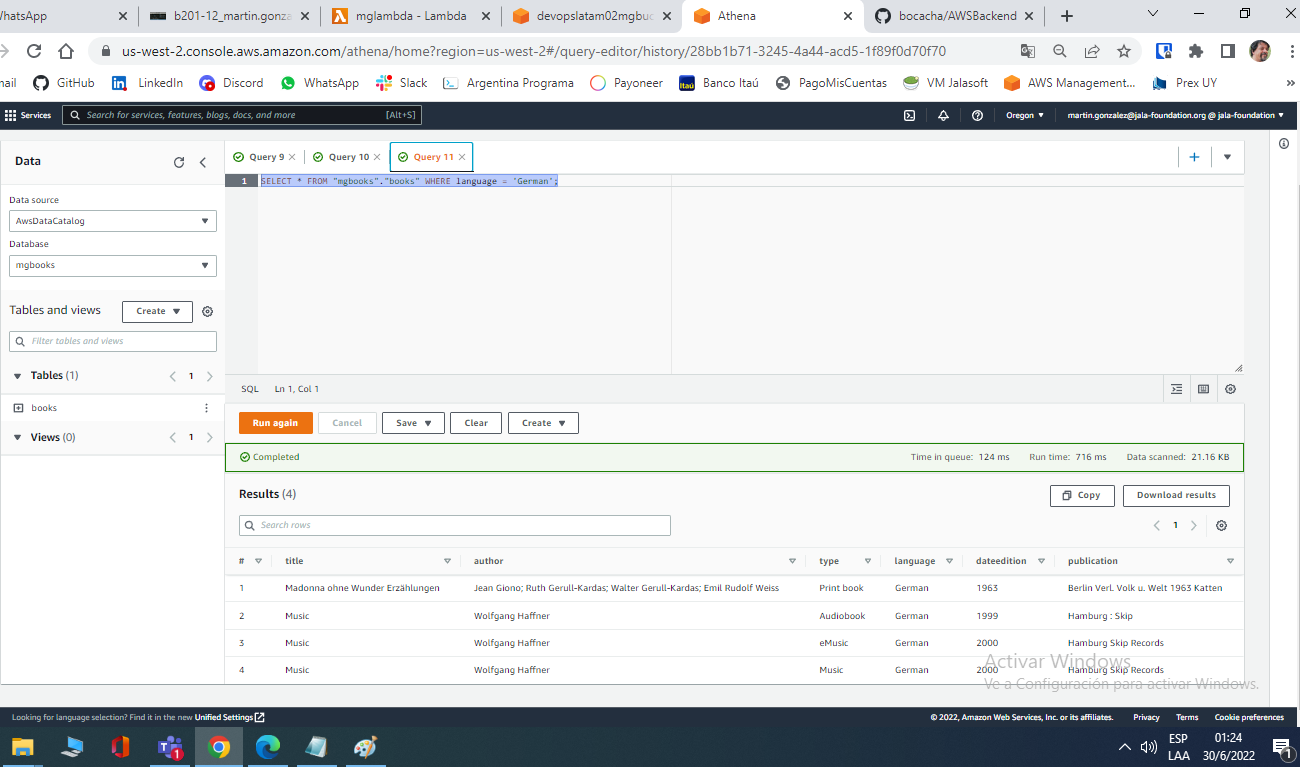 WhatsApp
b201-12_martin.gonza
mglambda - Lambda
devopslatam02mgbuc
Athena
bocacha/AWSBackend
us-west-2.console.aws.amazon.com/athena/home?region=us-west-2#/query-editor/history/28bb1b71-3245-4a44-acd5-1f89f0d70f70
mail
GitHub
LinkedIn
Discord
WhatsApp
Slack
Argentina Programa
Payoneer
Itaú
Banco Itaú
PagoMisCuentas
VM Jalasoft
AWS Management...
Prex UY
»
Services
Search for services, features, blogs, docs, and more
[Alt+S]
Oregon
martin.gonzalez@jala-foundation.org @ jala-foundation
Data
Data source
AwsDataCatalog
Database
mgbooks
Tables and views
Create
Filter tables and views
Tables (1)
1
books
Views (0)
1
Query 9
Query 10
Query 11
1 SELECT * FROM "mgbooks"."books" WHERE language = 'German';
SQL Ln 1, Col 1
Run again
Cancel
Save
Clear
Create
Completed
Time in queue: 124 ms
Run time: 716 ms
Data scanned: 21.16 KB
Results (4)
Copy
Download results
Search rows
1
# title author type language dateedition publication
1 Madonna ohne Wunder Erzählungen Jean Giono; Ruth Gerull-Kardas; Walter Gerull-Kardas; Emil Rudolf Weiss Print book German 1963 Berlin Verl. Volk u. Welt 1963 Katten
2 Music Wolfgang Haffner Audiobook German 1999 Hamburg : Skip
3 Music Wolfgang Haffner eMusic German 2000 Hamburg Skip Records
4 Music Wolfgang Haffner Music German 2000 Hamburg Skip Records
Activar Windows
Ve a Configuración para activar Windows.
Looking for language selection? Find it in the new Unified Settings
© 2022, Amazon Web Services, Inc. or its affiliates.
Privacy
Terms
Cookie preferences
1
ESP
LAA
01:24
30/6/2022
1